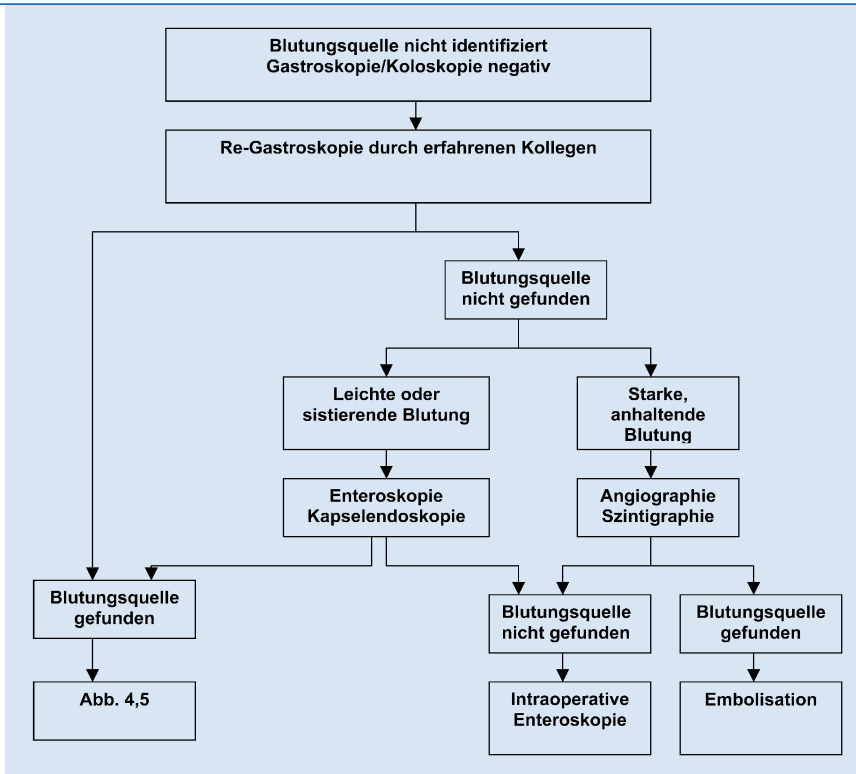 Blutungsquelle nicht identifiziert
Gastroskopie/Koloskopie negativ
Re-Gastroskopie durch erfahrenen Kollegen
Blutungsquelle
nicht gefunden
Leichte oder
sistierende Blutung
Starke,
anhaltende
Blutung
Enteroskopie
Kapselendoskopie
Angiographie
Szintigraphie
Blutungsquelle
gefunden
Blutungsquelle
nicht gefunden
Blutungsquelle
gefunden
Abb. 4,5
Intraoperative
Enteroskopie
Embolisation